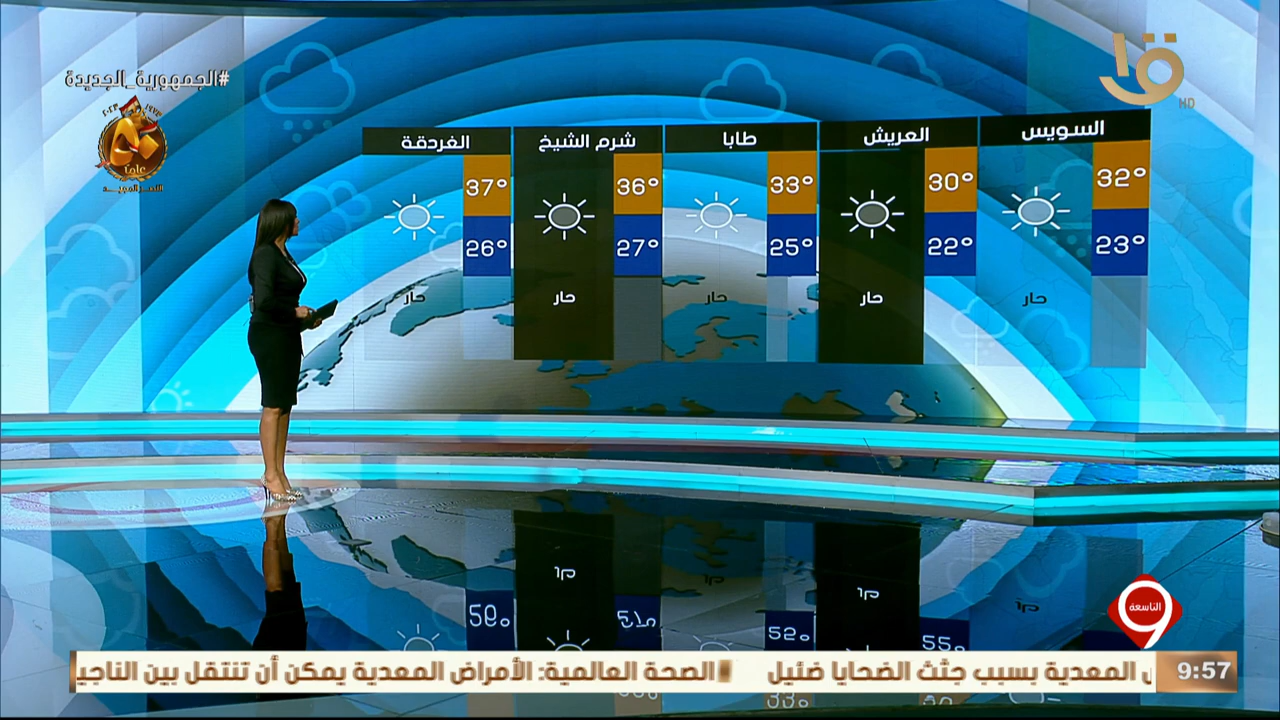 #الجمهورية_الجديدة
HD
السويس
32°
23°
حار
العريش
30°
22°
حار
طابا
33°
25°
حار
شرم الشيخ
36°
27°
حار
الغردقة
37°
26°
حار
التاسعة
9
9:57
المعدية بسبب جثث الضحايا ضئيل
الصحة العالمية: الأمراض المعدية يمكن أن تنتقل بين